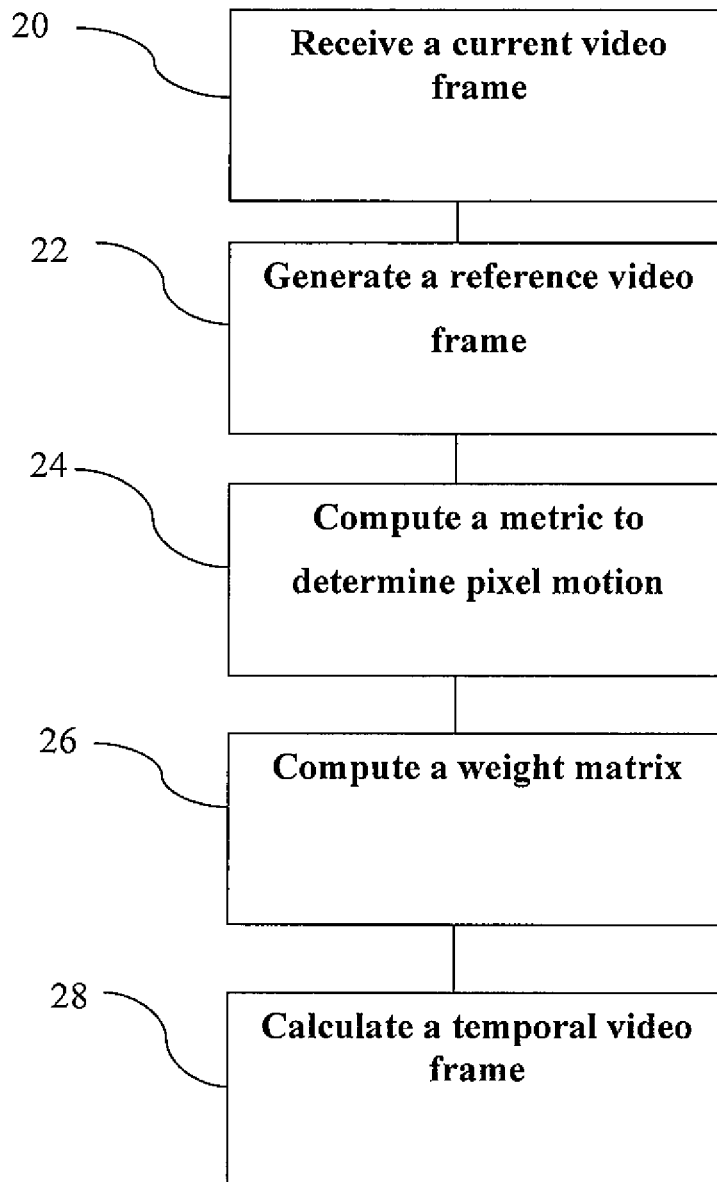 20
Receive a current video
frame
22
Generate a reference video
frame
24
Compute a metric to
determine pixel motion
26
Compute a weight matrix
28
Calculate a temporal video
frame